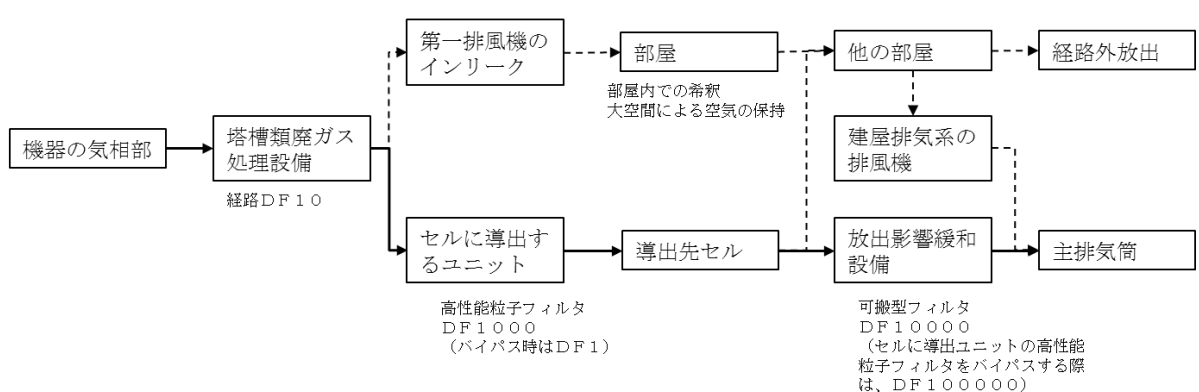 第一排風機の
インリーク
部屋
他の部屋
経路外放出
部屋内での希釈
大空間による空気の保持
機器の気相部
塔槽類廃ガス
処理設備
建屋排気系の
排風機
経路DF10
セルに導出す
るユニット
導出先セル
放出影響緩和
設備
主排気筒
高性能粒子フィルタ
DF1000
(バイパス時はDF1)
可搬型フィルタ
DF10000
(セルに導出ユニットの高性能
粒子フィルタをバイパスする際
は、DF100000)